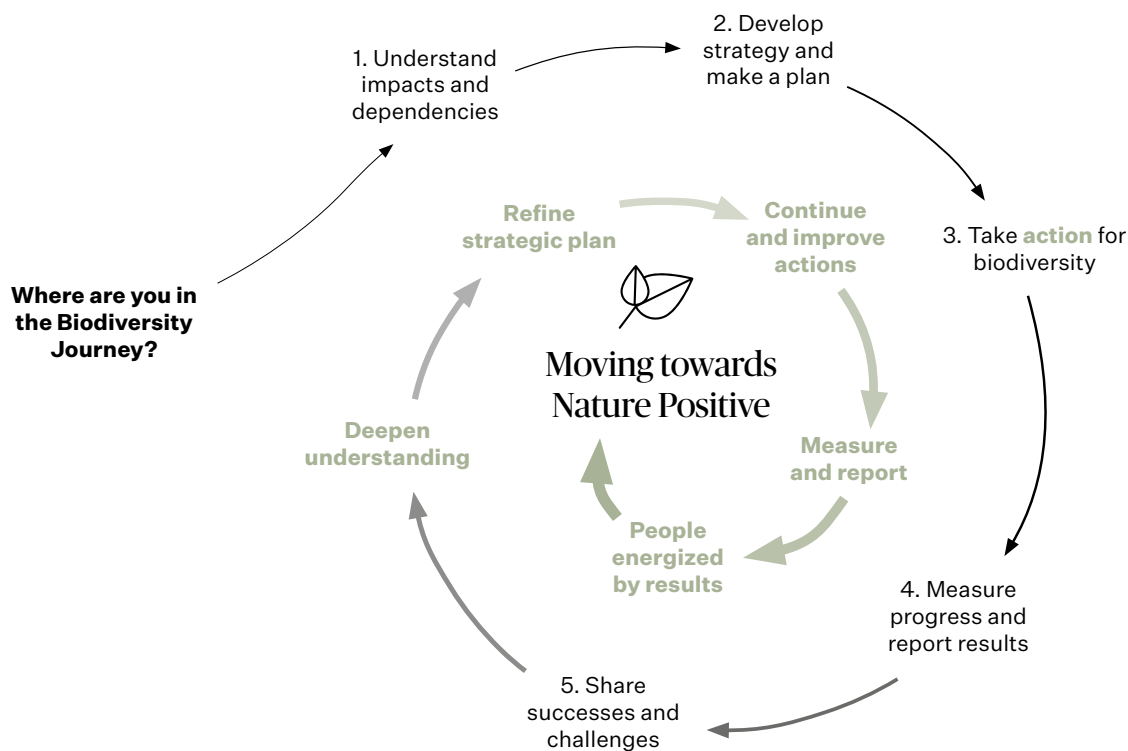 Where are you in
the Biodiversity
Journey?
1. Understand
impacts and
dependencies
2. Develop
strategy and
make a plan
3. Take action for
biodiversity
4. Measure
progress and
report results
5. Share
successes and
challenges
Deepen
understanding
Refine
strategic plan
Continue
and improve
actions
Measure
and report
People
energized
by results
Moving towards
Nature Positive